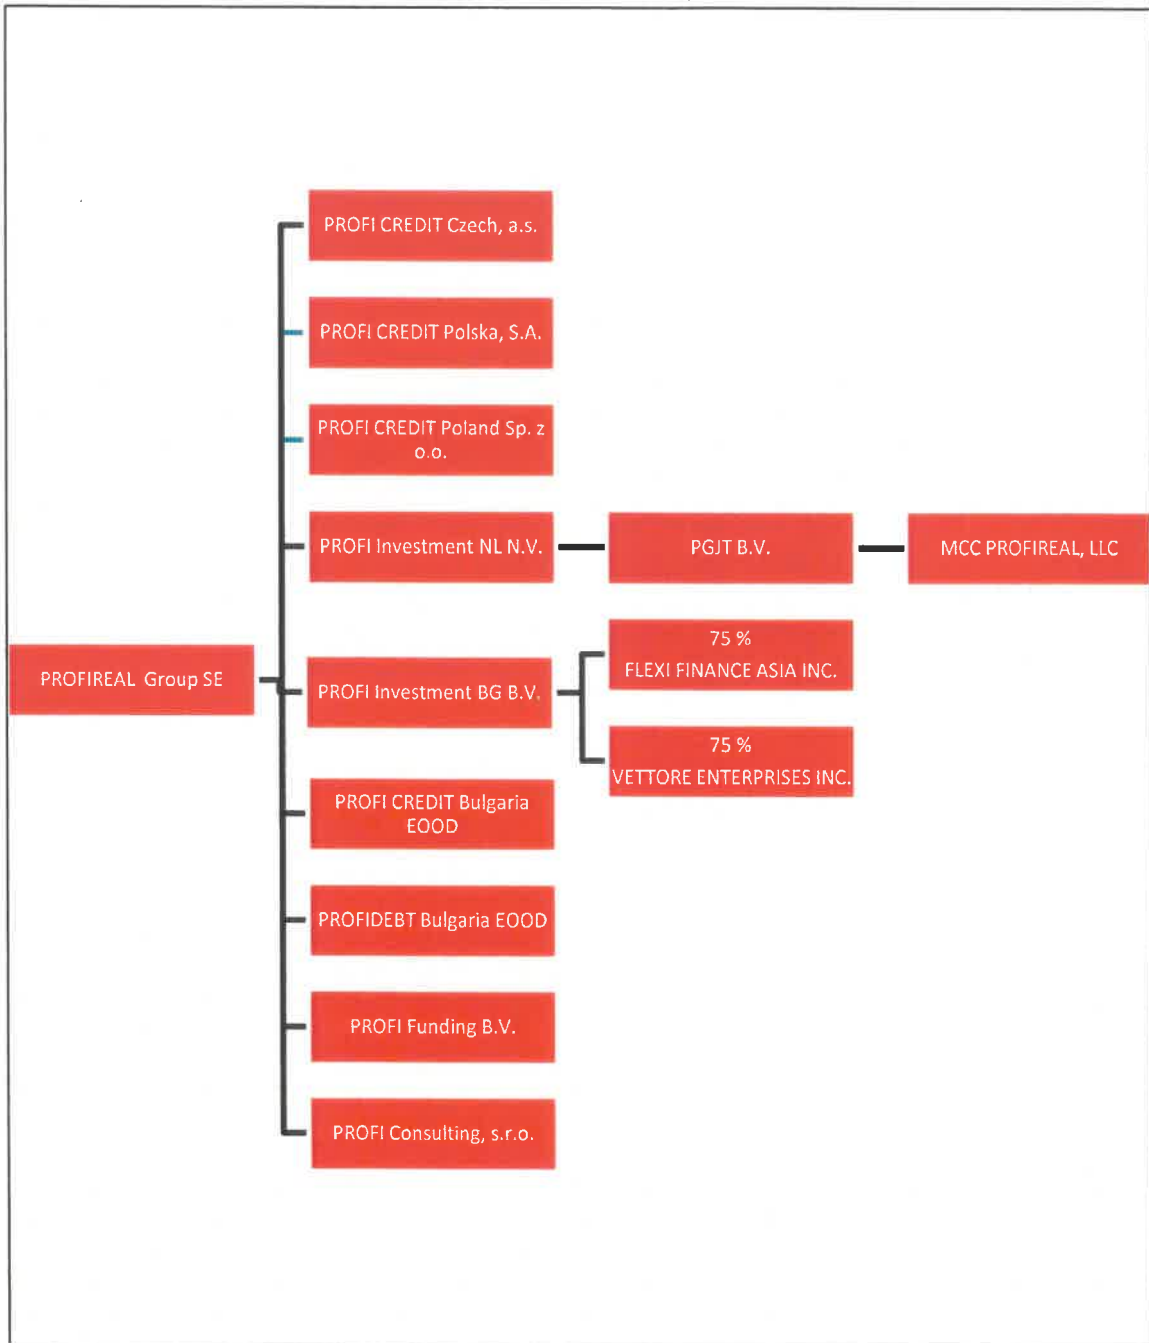 PROFI CREDIT Czech, a.s.
PROFI CREDIT Polska, S.A.
PROFI CREDIT Poland Sp. z
o.o.
PROFI Investment NL N.V.
PGJT B.V.
MCC PROFIREAL, LLC
75 %
FLEXI FINANCE ASIA INC.
PROFIREAL Group SE
PROFI Investment BG B.V.
75 %
VETTORE ENTERPRISES INC.
PROFI CREDIT Bulgaria
EOOD
PROFIDEBT Bulgaria EOOD
PROFI Funding B.V.
PROFI Consulting, s.r.o.